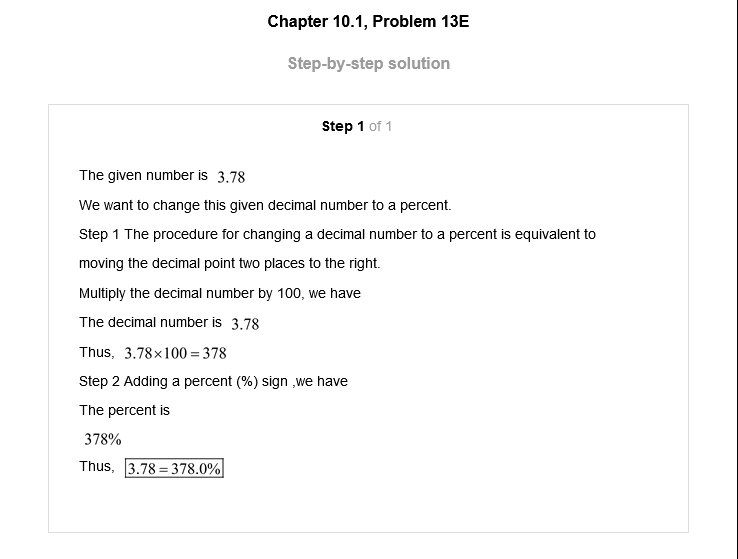 Chapter 10.1, Problem 13E
Step-by-step solution
Step 1 of 1
The given number is 3.78
We want to change this given decimal number to a percent.
Step 1 The procedure for changing a decimal number to a percent is equivalent to
moving the decimal point two places to the right.
Multiply the decimal number by 100, we have
The decimal number is 3.78
Thus, 3.78×100=378
Step 2 Adding a percent (%) sign ,we have
The percent is
378%
Thus, 3.78=378.0%